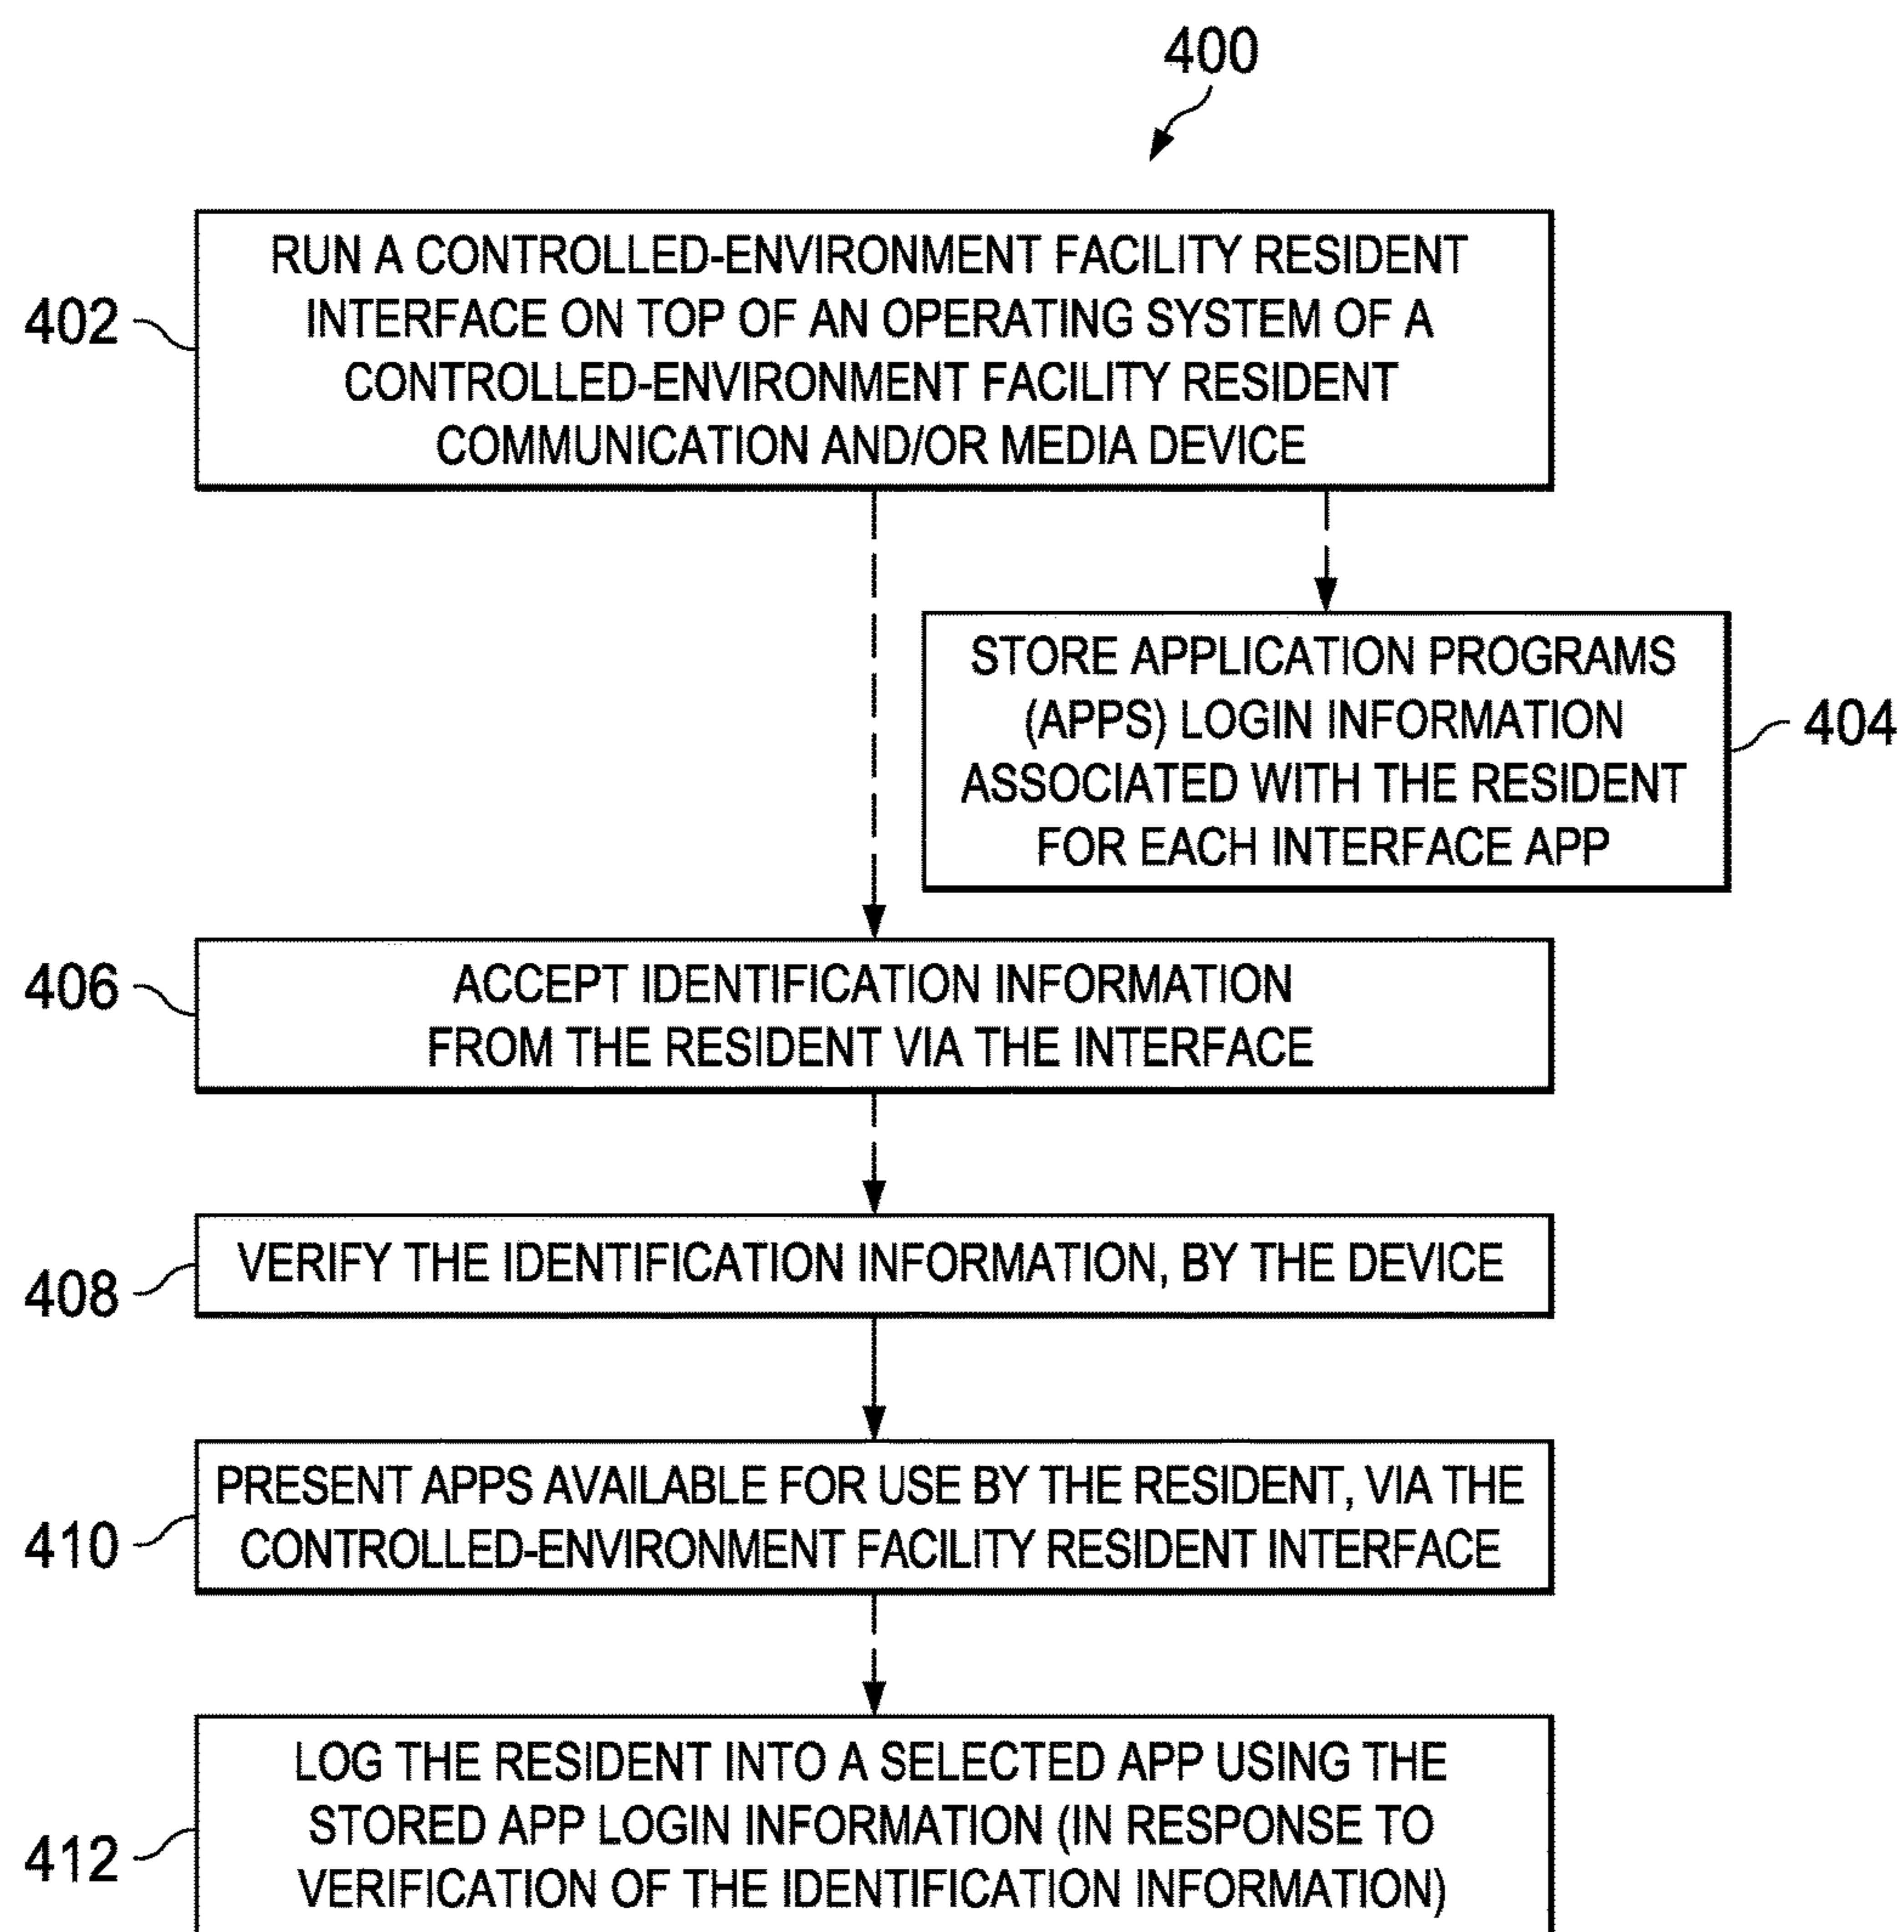 400
RUN A CONTROLLED-ENVIRONMENT FACILITY RESIDENT
INTERFACE ON TOP OF AN OPERATING SYSTEM OF A
CONTROLLED-ENVIRONMENT FACILITY RESIDENT
COMMUNICATION AND/OR MEDIA DEVICE
402
STORE APPLICATION PROGRAMS
(APPS) LOGIN INFORMATION
ASSOCIATED WITH THE RESIDENT
FOR EACH INTERFACE APP
404
ACCEPT IDENTIFICATION INFORMATION
FROM THE RESIDENT VIA THE INTERFACE
406
VERIFY THE IDENTIFICATION INFORMATION, BY THE DEVICE
408
PRESENT APPS AVAILABLE FOR USE BY THE RESIDENT, VIA THE
CONTROLLED-ENVIRONMENT FACILITY RESIDENT INTERFACE
410
LOG THE RESIDENT INTO A SELECTED APP USING THE
STORED APP LOGIN INFORMATION (IN RESPONSE TO
VERIFICATION OF THE IDENTIFICATION INFORMATION)
412